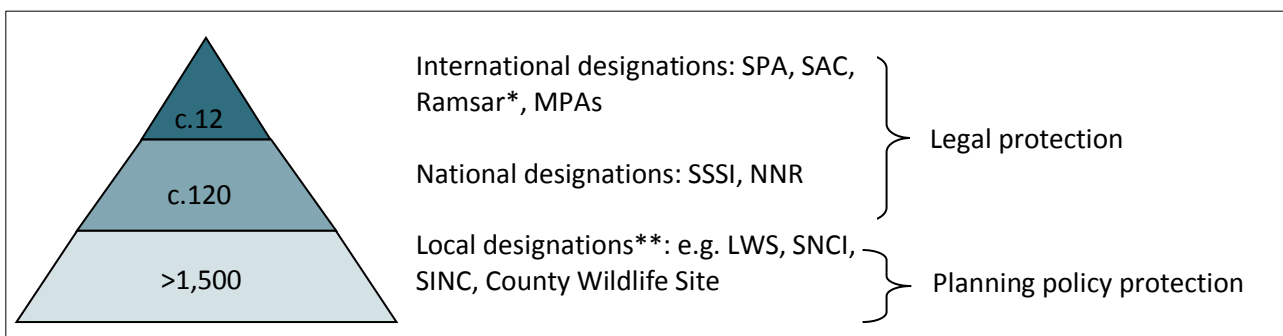 c.12
International designations: SPA, SAC,
Ramsar*, MPAs
Legal protection
c.120
National designations: SSSI, NNR
>1,500
Local designations**: e.g. LWS, SNCI,
SINC, County Wildlife Site
Planning policy protection